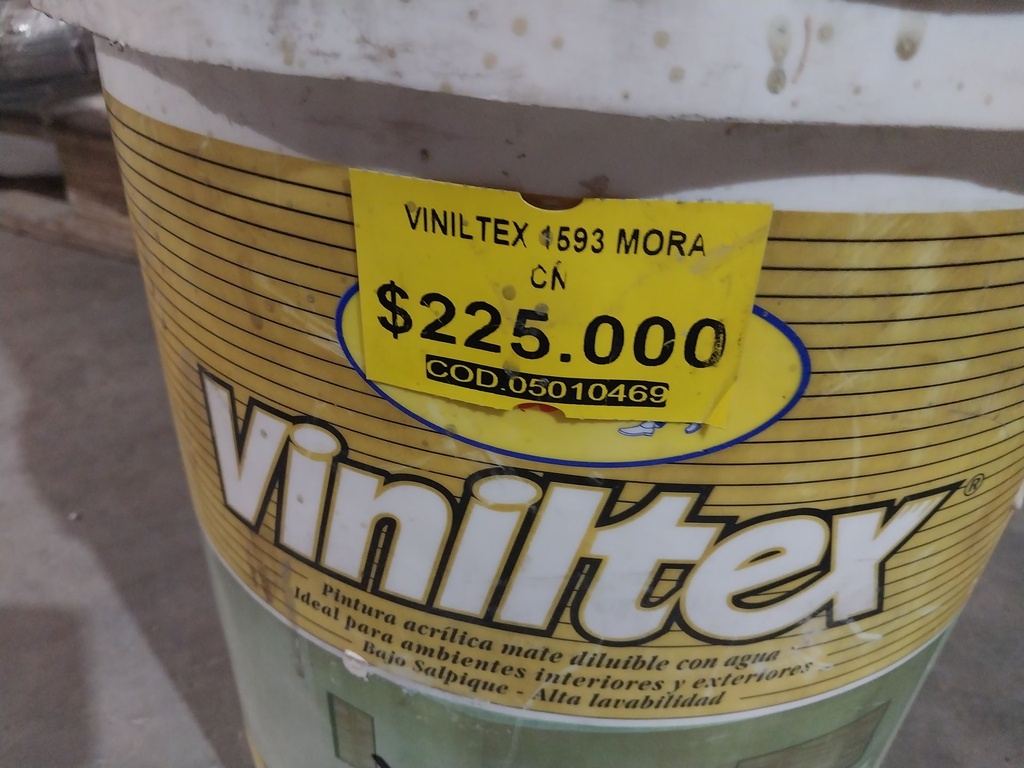 VINILTEX 1593 MORA
CN
$225.000
COD.05010469
Viniltex®
Pintura acrílica mate diluible con agua
Ideal para ambientes interiores y exteriores
Bajo Salpique - Alta lavabilidad